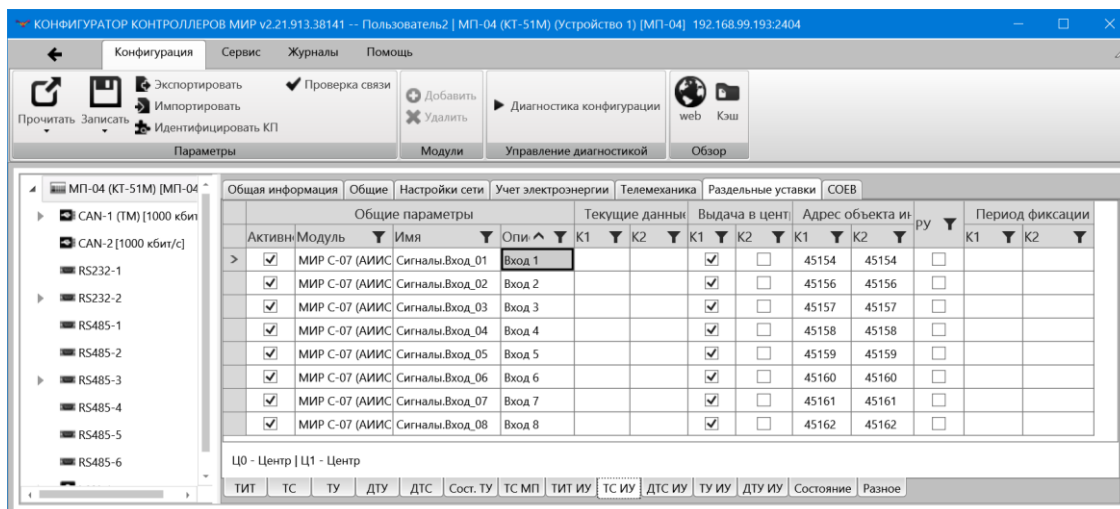 КОНФИГУРАТОР КОНТРОЛЛЕРОВ МИР v2.21.913.38141 -- Пользователь2 | МП-04 (КТ-51М) (Устройство 1) [МП-04] 192.168.99.193:2404
Конфигурация Сервис Журналы Помощь
Прочитать Записать Экспортировать Импортировать Идентифицировать КП Проверка связи
Добавить Удалить
Диагностика конфигурации
web Кэш
Параметры Модули Управление диагностикой Обзор
МП-04 (КТ-51М) [МП-04
CAN-1 (ТМ) [1000 кбит
CAN-2 [1000 кбит/с]
RS232-1
RS232-2
RS485-1
RS485-2
RS485-3
RS485-4
RS485-5
RS485-6
Общая информация Общие Настройки сети Учет электроэнергии Телемеханика Раздельные уставки СОЕВ
Общие параметры Текущие данные Выдача в цент Адрес объекта ин РУ Период фиксации
Активн Модуль Имя Опи К1 К2 К1 К2 К1 К2 К1 К2
МИР С-07 (АИИС Сигналы.Вход_01 Вход 1 45154 45154
МИР С-07 (АИИС Сигналы.Вход_02 Вход 2 45156 45156
МИР С-07 (АИИС Сигналы.Вход_03 Вход 3 45157 45157
МИР С-07 (АИИС Сигналы.Вход_04 Вход 4 45158 45158
МИР С-07 (АИИС Сигналы.Вход_05 Вход 5 45159 45159
МИР С-07 (АИИС Сигналы.Вход_06 Вход 6 45160 45160
МИР С-07 (АИИС Сигналы.Вход_07 Вход 7 45161 45161
МИР С-07 (АИИС Сигналы.Вход_08 Вход 8 45162 45162
Ц0 - Центр | Ц1 - Центр
ТИТ ТС ТУ ДТУ ДТС Сост. ТУ ТС МП ТИТ ИУ ТС ИУ ДТС ИУ ТУ ИУ ДТУ ИУ Состояние Разное